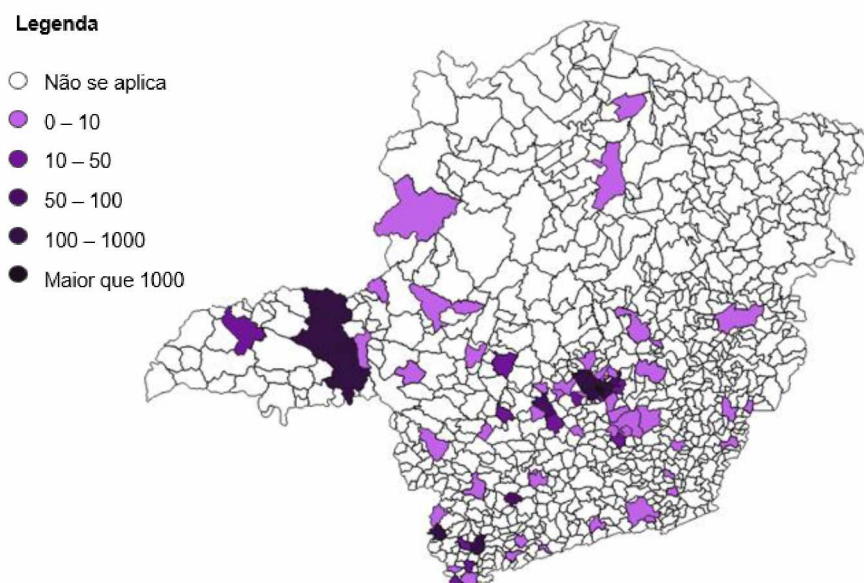 Legenda
Não se aplica
0 – 10
10 – 50
50 – 100
100 – 1000
Maior que 1000